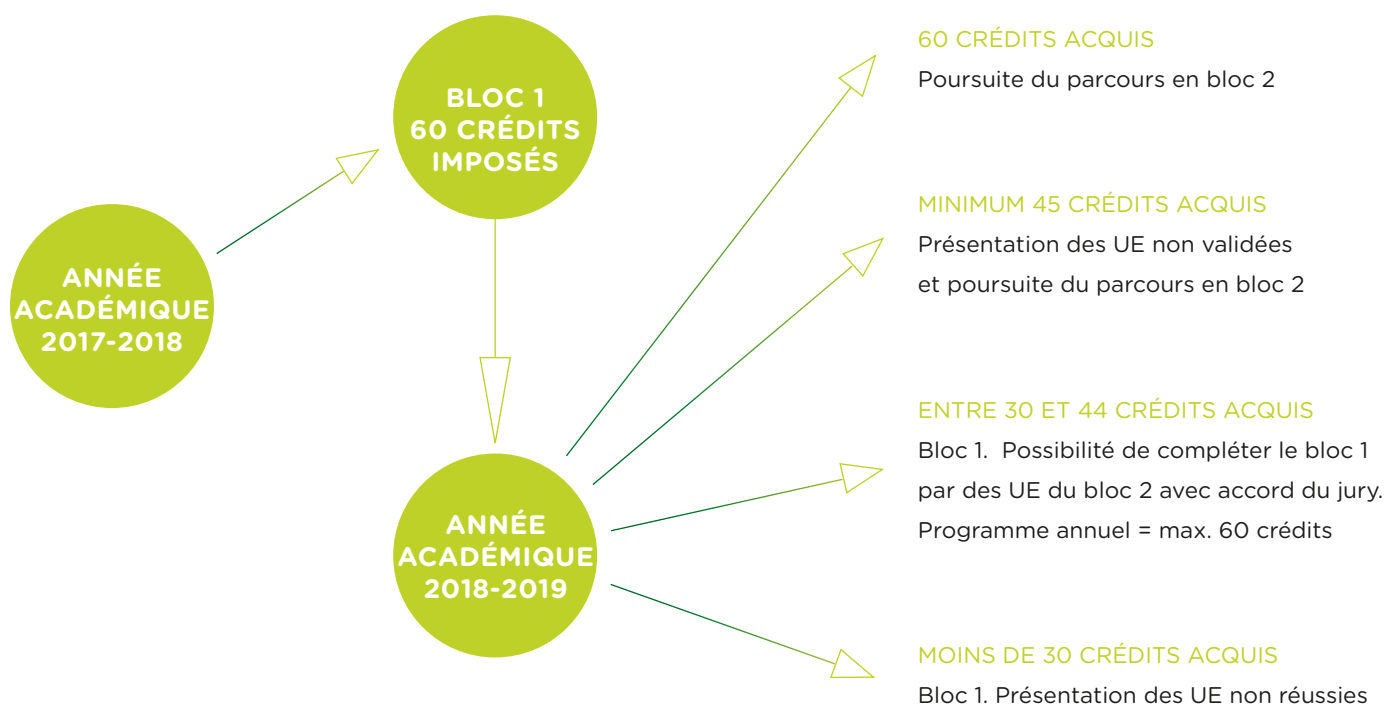 ANNÉE
ACADÉMIQUE
2017-2018
BLOC 1
60 CRÉDITS
IMPOSÉS
ANNÉE
ACADÉMIQUE
2018-2019
60 CRÉDITS ACQUIS
Poursuite du parcours en bloc 2
MINIMUM 45 CRÉDITS ACQUIS
Présentation des UE non validées
et poursuite du parcours en bloc 2
ENTRE 30 ET 44 CRÉDITS ACQUIS
Bloc 1. Possibilité de compléter le bloc 1
par des UE du bloc 2 avec accord du jury.
Programme annuel = max. 60 crédits
MOINS DE 30 CRÉDITS ACQUIS
Bloc 1. Présentation des UE non réussies